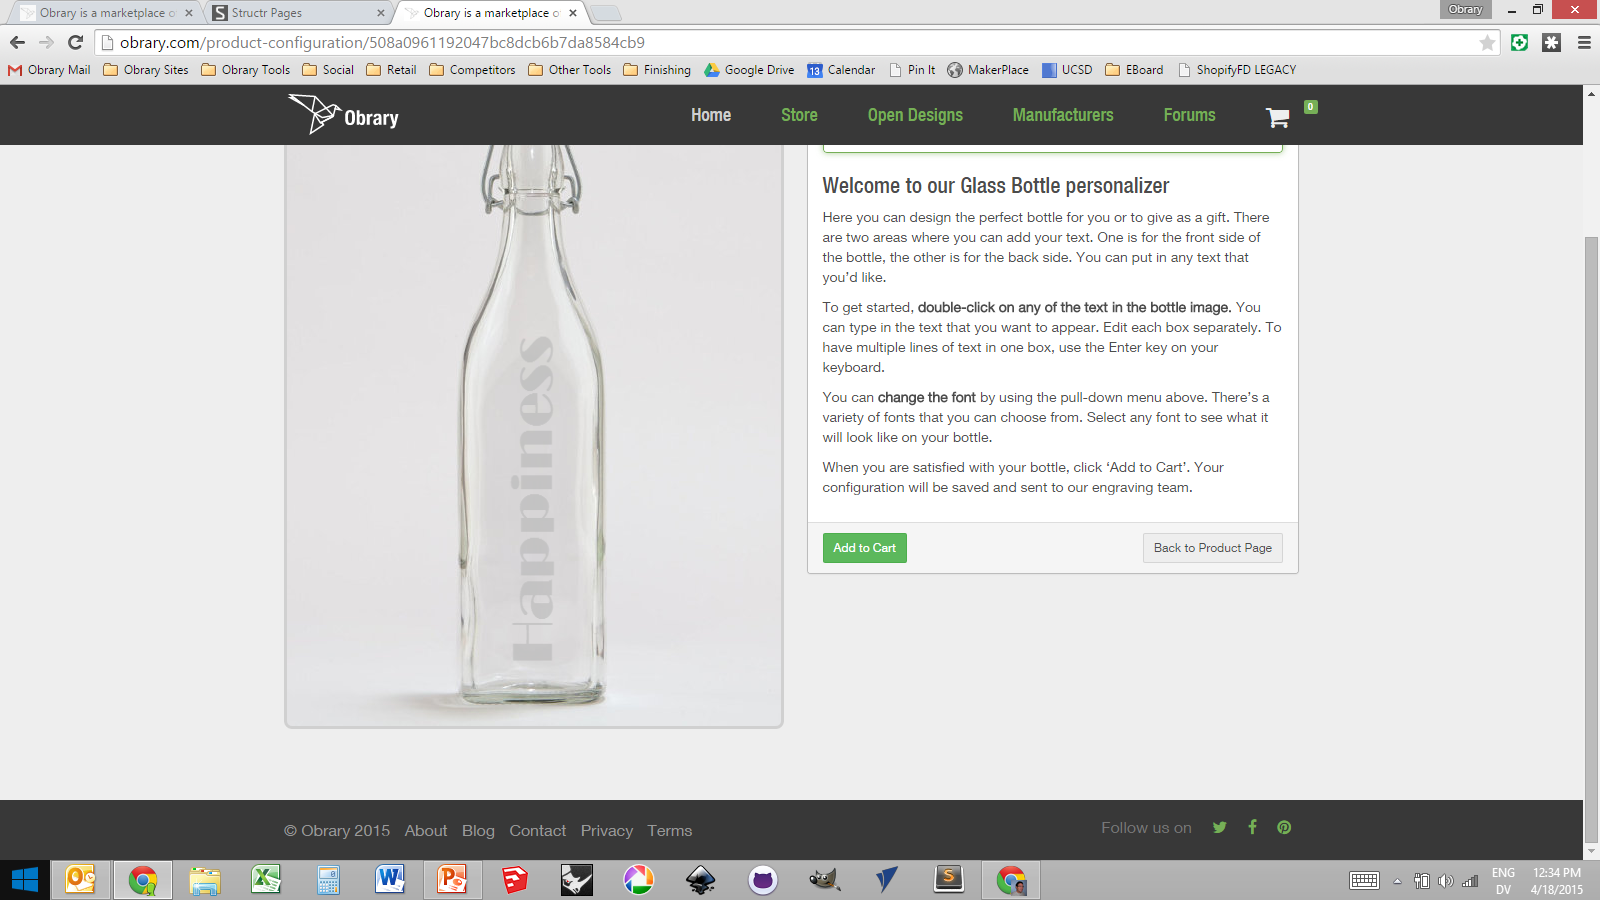 Obrary is a marketplace o
Structr Pages
Obrary is a marketplace o
Obrary
obrary.com/product-configuration/508a0961192047bc8dcb6b7da8584cb9
Obrary Mail Obrary Sites Obrary Tools Social Retail Competitors Other Tools Finishing Google Drive 13 Calendar Pin It MakerPlace UCSD EBoard ShopifyFD LEGACY
Obrary Home Store Open Designs Manufacturers Forums 0
Happiness
Welcome to our Glass Bottle personalizer
Here you can design the perfect bottle for you or to give as a gift. There
are two areas where you can add your text. One is for the front side of
the bottle, the other is for the back side. You can put in any text that
you'd like.
To get started, double-click on any of the text in the bottle image. You
can type in the text that you want to appear. Edit each box separately. To
have multiple lines of text in one box, use the Enter key on your
keyboard.
You can change the font by using the pull-down menu above. There's a
variety of fonts that you can choose from. Select any font to see what it
will look like on your bottle.
When you are satisfied with your bottle, click ‘Add to Cart’. Your
configuration will be saved and sent to our engraving team.
Add to Cart Back to Product Page
© Obrary 2015 About Blog Contact Privacy Terms Follow us on
ENG 12:34 PM
DV 4/18/2015